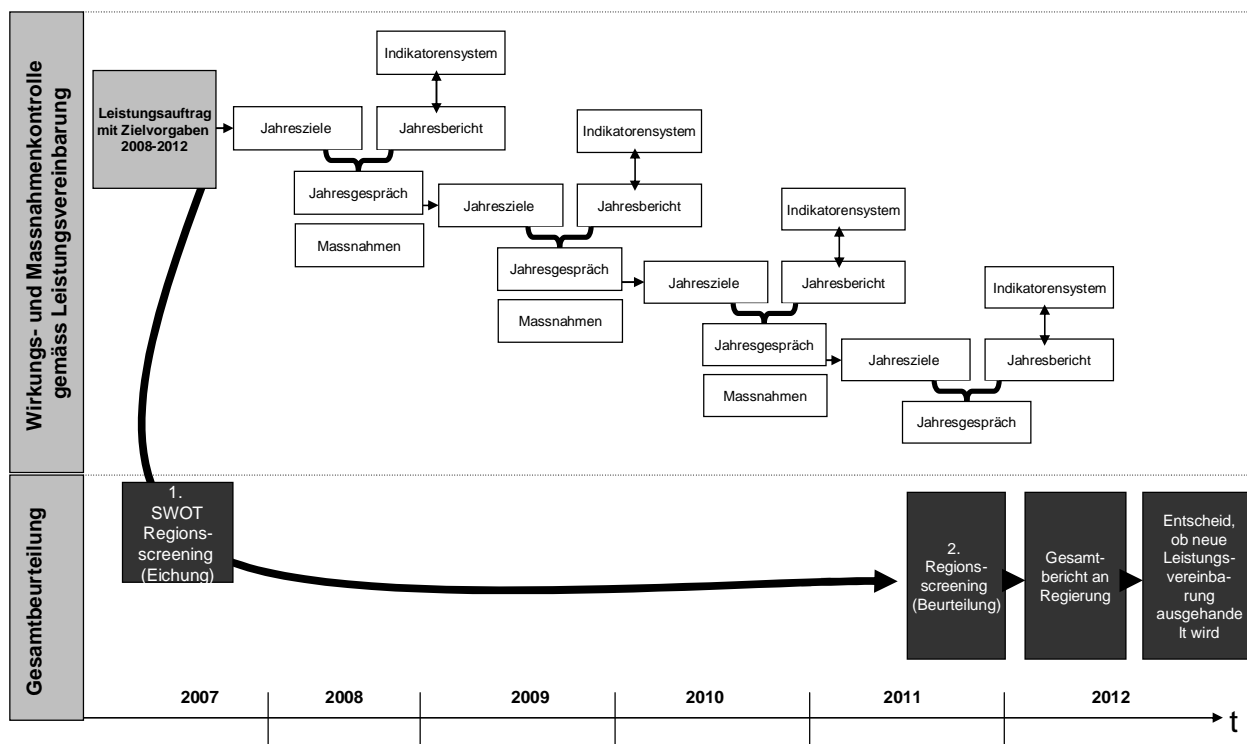 Wirkungs- und Massnahmenkontrolle
gemäss Leistungsvereinbarung
Leistungsauftrag
mit Zielvorgaben
2008-2012
Jahresziele
Indikatorensystem
Jahresbericht
Jahresgespräch
Massnahmen
Jahresziele
Indikatorensystem
Jahresbericht
Jahresgespräch
Massnahmen
Jahresziele
Indikatorensystem
Jahresbericht
Jahresgespräch
Massnahmen
Jahresziele
Indikatorensystem
Jahresbericht
Jahresgespräch
Gesamtbeurteilung
1.
SWOT
Regions-
screening
(Eichung)
2.
Regions-
screening
(Beurteilung)
Gesamt-
bericht an
Regierung
Entscheid,
ob neue
Leistungs-
vereinba-
rung
ausgehande
lt wird
2007
2008
2009
2010
2011
2012
t